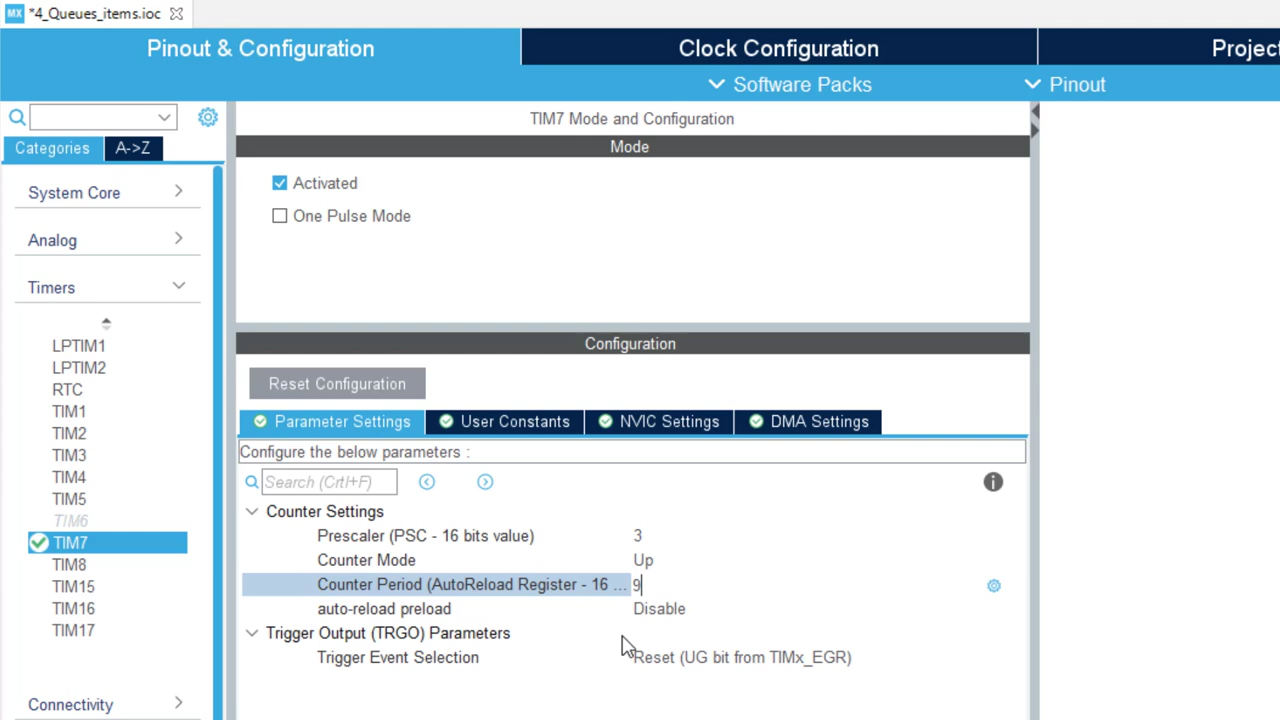 MX *4_Queues_items.ioc
Pinout & Configuration
Clock Configuration
Project
Software Packs
Pinout
Categories
A->Z
System Core
Analog
Timers
LPTIM1
LPTIM2
RTC
TIM1
TIM2
TIM3
TIM4
TIM5
TIM6
TIM7
TIM8
TIM15
TIM16
TIM17
Connectivity
TIM7 Mode and Configuration
Mode
Activated
One Pulse Mode
Configuration
Reset Configuration
Parameter Settings
User Constants
NVIC Settings
DMA Settings
Configure the below parameters :
Search (CrtI+F)
Counter Settings
Prescaler (PSC - 16 bits value) 3
Counter Mode Up
Counter Period (AutoReload Register - 16 ... 9
auto-reload preload Disable
Trigger Output (TRGO) Parameters
Trigger Event Selection Reset (UG bit from TIMx_EGR)